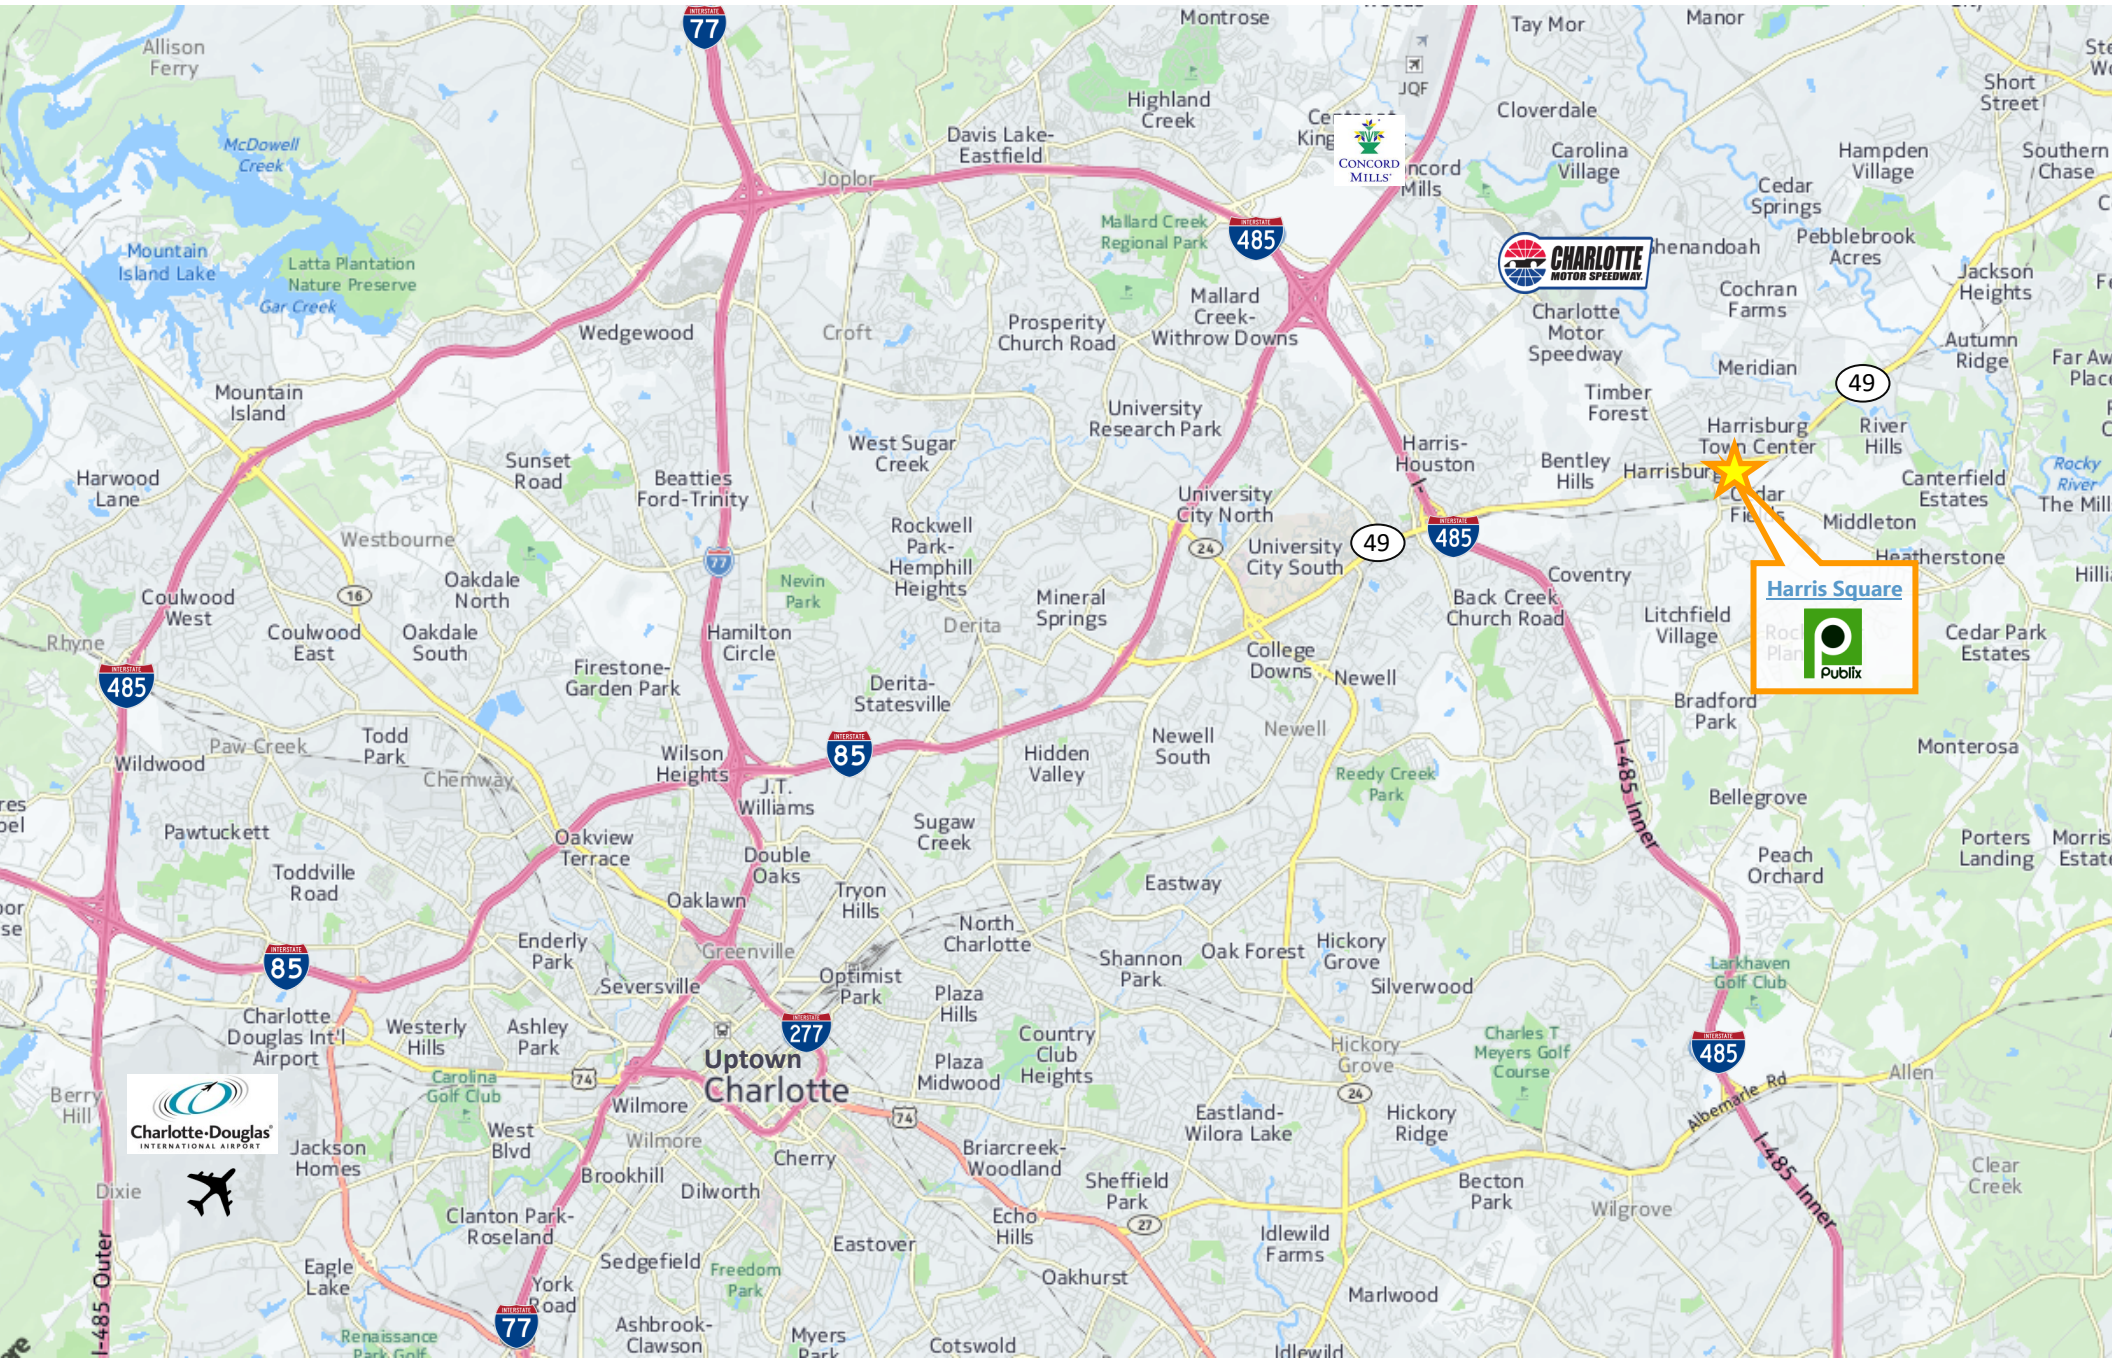 Montrose
Tay Mor
Manor
INTERSTATE
77
Allison
Ferry
JQF
Short
Street
Highland
Creek
Cloverdale
Davis Lake-
Eastfield
CONCORD
MILLS
Mills
McDowell
Creek
Carolina
Village
Hampden
Village
Southern
Chase
Joplor
Cedar
Springs
Mallard Creek
Regional Park
INTERSTATE
485
CHARLOTTE
MOTOR SPEEDWAY
Pebblebrook
Acres
Mountain
Island Lake
Latta Plantation
Nature Preserve
Gar Creek
Jackson
Heights
Mallard
Creek-
Withrow Downs
Cochran
Farms
Wedgewood
Croft
Prosperity
Church Road
Charlotte
Motor
Speedway
Autumn
Ridge
Meridian
49
Mountain
Island
Timber
Forest
University
Research Park
Harrisburg
Town Center
River
Hills
West Sugar
Creek
Harris-
Houston
Bentley
Hills
Harrisburg
Harwood
Lane
Sunset
Road
Beatties
Ford-Trinity
Canterfield
Estates
Rocky
River
The Mill
University
City North
I-
INTERSTATE
485
Cedar
Fields
Middleton
Westbourne
Rockwell
Park-
Hemphill
Heights
24
University
City South
49
Heatherstone
77
Nevin
Park
Oakdale
North
16
Coulwood
West
Mineral
Springs
Coventry
Back Creek
Church Road
Harris Square
Publix
Litchfield
Village
Rhyne
Coulwood
East
Oakdale
South
Hamilton
Circle
Derita
Cedar Park
Estates
INTERSTATE
485
Firestone-
Garden Park
College
Downs
Newell
Derita-
Statesville
Bradford
Park
Newell
Paw Creek
Todd
Park
Wildwood
Chemway
Wilson
Heights
INTERSTATE
85
Hidden
Valley
Newell
South
Monterosa
I-485 Inner
Reedy Creek
Park
J.T.
Williams
Bellegrove
Pawtuckett
Oakview
Terrace
Sugaw
Creek
Porters
Landing
Double
Oaks
Toddville
Road
Peach
Orchard
Eastway
Oaklawn
Tryon
Hills
North
Charlotte
Greenville
Enderly
Park
INTERSTATE
85
Shannon
Park
Oak Forest
Hickory
Grove
Silverwood
Larkhaven
Golf Club
Seversville
Optimist
Park
Plaza
Hills
Charlotte
Douglas Int'l
Airport
Westerly
Hills
Ashley
Park
INTERSTATE
277
Country
Club
Heights
Hickory
Grove
Charles T
Meyers Golf
Course
INTERSTATE
485
Uptown
Charlotte
Plaza
Midwood
Carolina
Golf Club
74
Allen
Albemarle Rd
Berry
Hill
Charlotte·Douglas
INTERNATIONAL AIRPORT
Wilmore
74
24
Eastland-
Wilora Lake
Hickory
Ridge
West
Blvd
Wilmore
Jackson
Homes
Cherry
Briarcreek-
Woodland
I-485 Inner
Brookhill
Dilworth
Dixie
Sheffield
Park
Becton
Park
Clear
Creek
Wilgrove
Clanton Park-
Roseland
Echo
Hills
27
Idlewild
Farms
Eastover
Sedgefield
I-485 Outer
Eagle
Lake
Freedom
Park
Oakhurst
York
Road
Marlwood
INTERSTATE
77
Renaissance
Park Golf
Ashbrook-
Clawson
Myers
Park
Cotswold
Idlewild